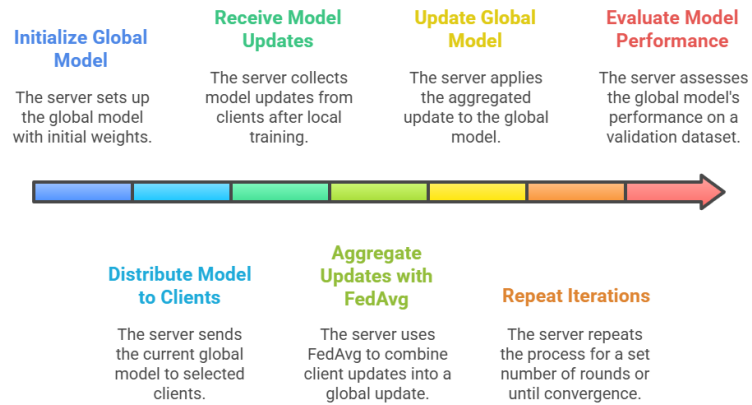 Initialize Global
Model
The server sets up
the global model
with initial weights.
Distribute Model
to Clients
The server sends
the current global
model to selected
clients.
Receive Model
Updates
The server collects
model updates from
clients after local
training.
Aggregate
Updates with
FedAvg
The server uses
FedAvg to combine
client updates into a
global update.
Update Global
Model
The server applies
the aggregated
update to the global
model.
Repeat Iterations
The server repeats
the process for a set
number of rounds or
until convergence.
Evaluate Model
Performance
The server assesses
the global model's
performance on a
validation dataset.